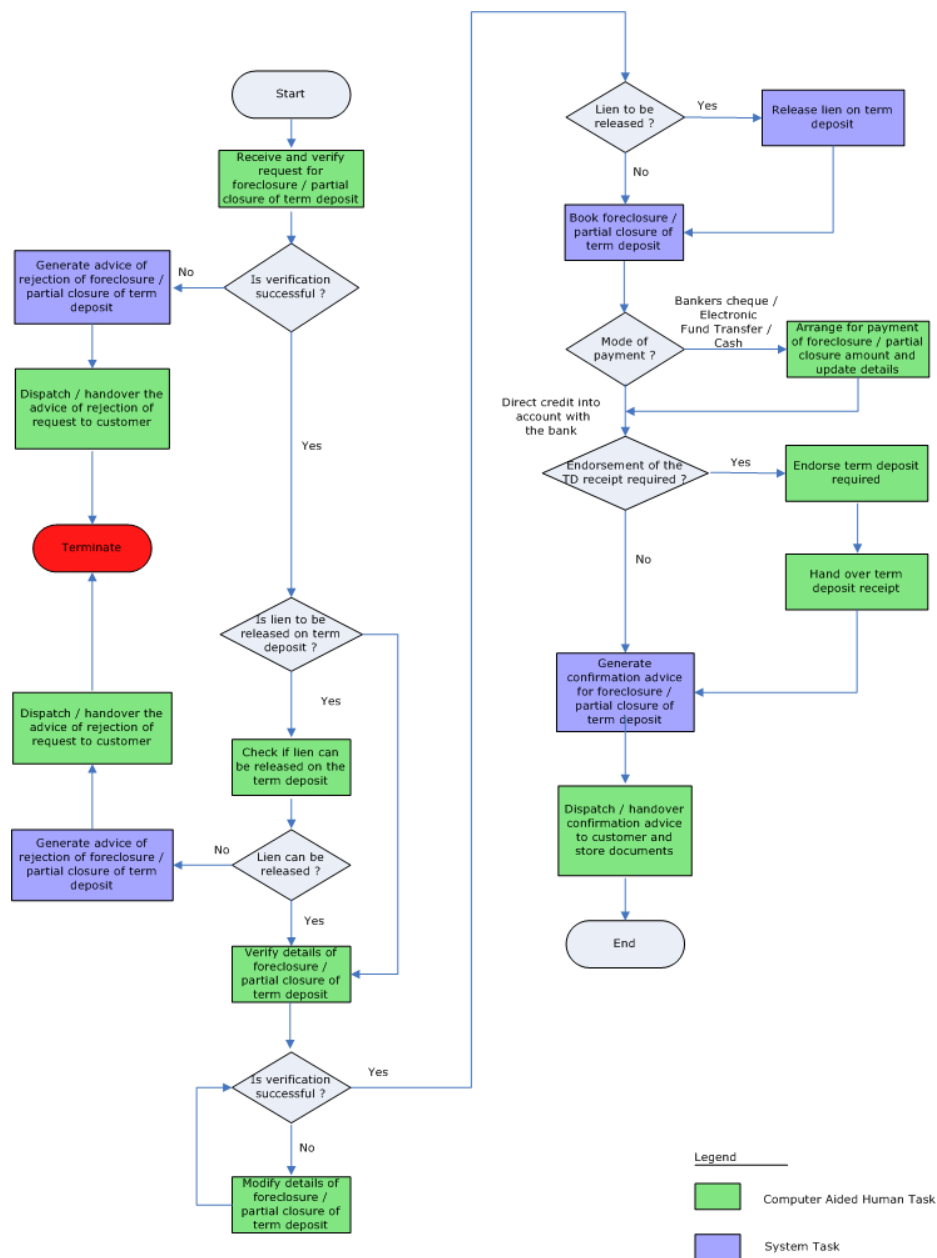 Start
Receive and verify
request for
foreclosure / partial
closure of term deposit
Is verification
successful ?
No
Generate advice of
rejection of foreclosure /
partial closure of term
deposit
Dispatch / handover the
advice of rejection of
request to customer
Terminate
Yes
Is lien to be
released on term
deposit ?
Yes
Check if lien can
be released on the
term deposit
Lien can be
released ?
No
Generate advice of
rejection of foreclosure /
partial closure of term
deposit
Dispatch / handover the
advice of rejection of
request to customer
Yes
Verify details of
foreclosure /
partial closure of
term deposit
Is verification
successful ?
Yes
No
Modify details of
foreclosure /
partial closure of
term deposit
Lien to be
released ?
Yes
Release lien on term
deposit
No
Book foreclosure /
partial closure of
term deposit
Mode of
payment ?
Bankers cheque /
Electronic
Fund Transfer /
Cash
Arrange for payment
of foreclosure / partial
closure amount and
update details
Direct credit into
account with
the bank
Endorsement of the
TD receipt required ?
Yes
Endorse term deposit
required
Hand over term
deposit receipt
No
Generate
confirmation advice
for foreclosure /
partial closure of
term deposit
Dispatch / handover
confirmation advice
to customer and
store documents
End
Legend
Computer Aided Human Task
System Task